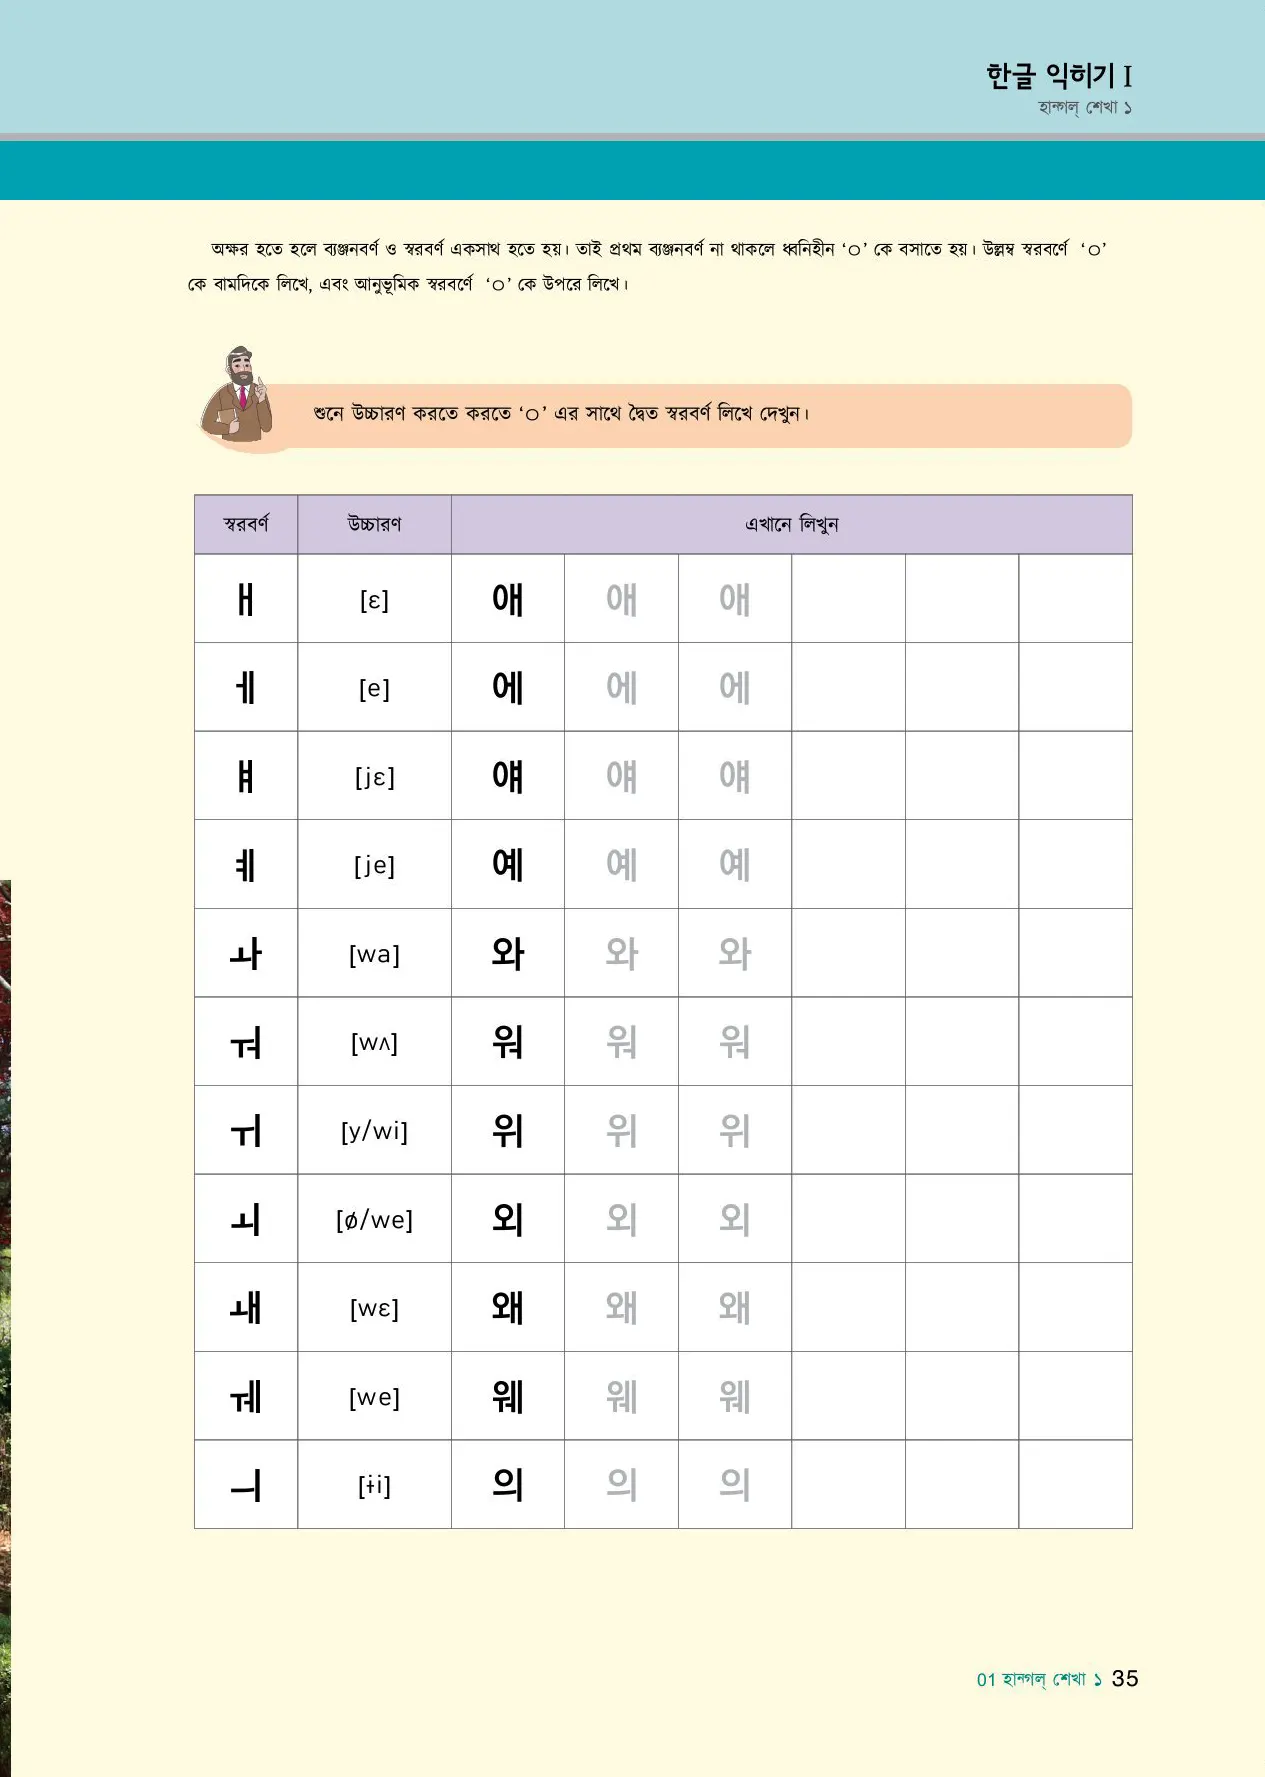 한글 익히기 I
হান্গল্ শেখা ১
অক্ষর হতে হলে ব্যঞ্জনবর্ণ ও স্বরবর্ণ একসাথ হতে হয়। তাই প্রথম ব্যঞ্জনবর্ণ না থাকলে ধ্বনিহীন ‘ㅇ’ কে বসাতে হয়। উল্লম্ব স্বরবর্ণে ‘ㅇ’
কে বামদিকে লিখে, এবং আনুভূমিক স্বরবর্ণে ‘ㅇ’ কে উপরে লিখে।
শুনে উচ্চারণ করতে করতে ‘ㅇ’ এর সাথে দ্বৈত স্বরবর্ণ লিখে দেখুন।
স্বরবর্ণ উচ্চারণ এখানে লিখুন
ㅐ [ɛ] 애 애 애
ㅔ [e] 에 에 에
ㅒ [jɛ] 얘 얘 얘
ㅖ [je] 예 예 예
ㅘ [wa] 와 와 와
ㅝ [wʌ] 워 워 워
ㅟ [y/wi] 위 위 위
ㅚ [ø/we] 외 외 외
ㅙ [wɛ] 왜 왜 왜
ㅞ [we] 웨 웨 웨
ㅢ [ɨi] 의 의 의
01 হান্গল্ শেখা ১ 35